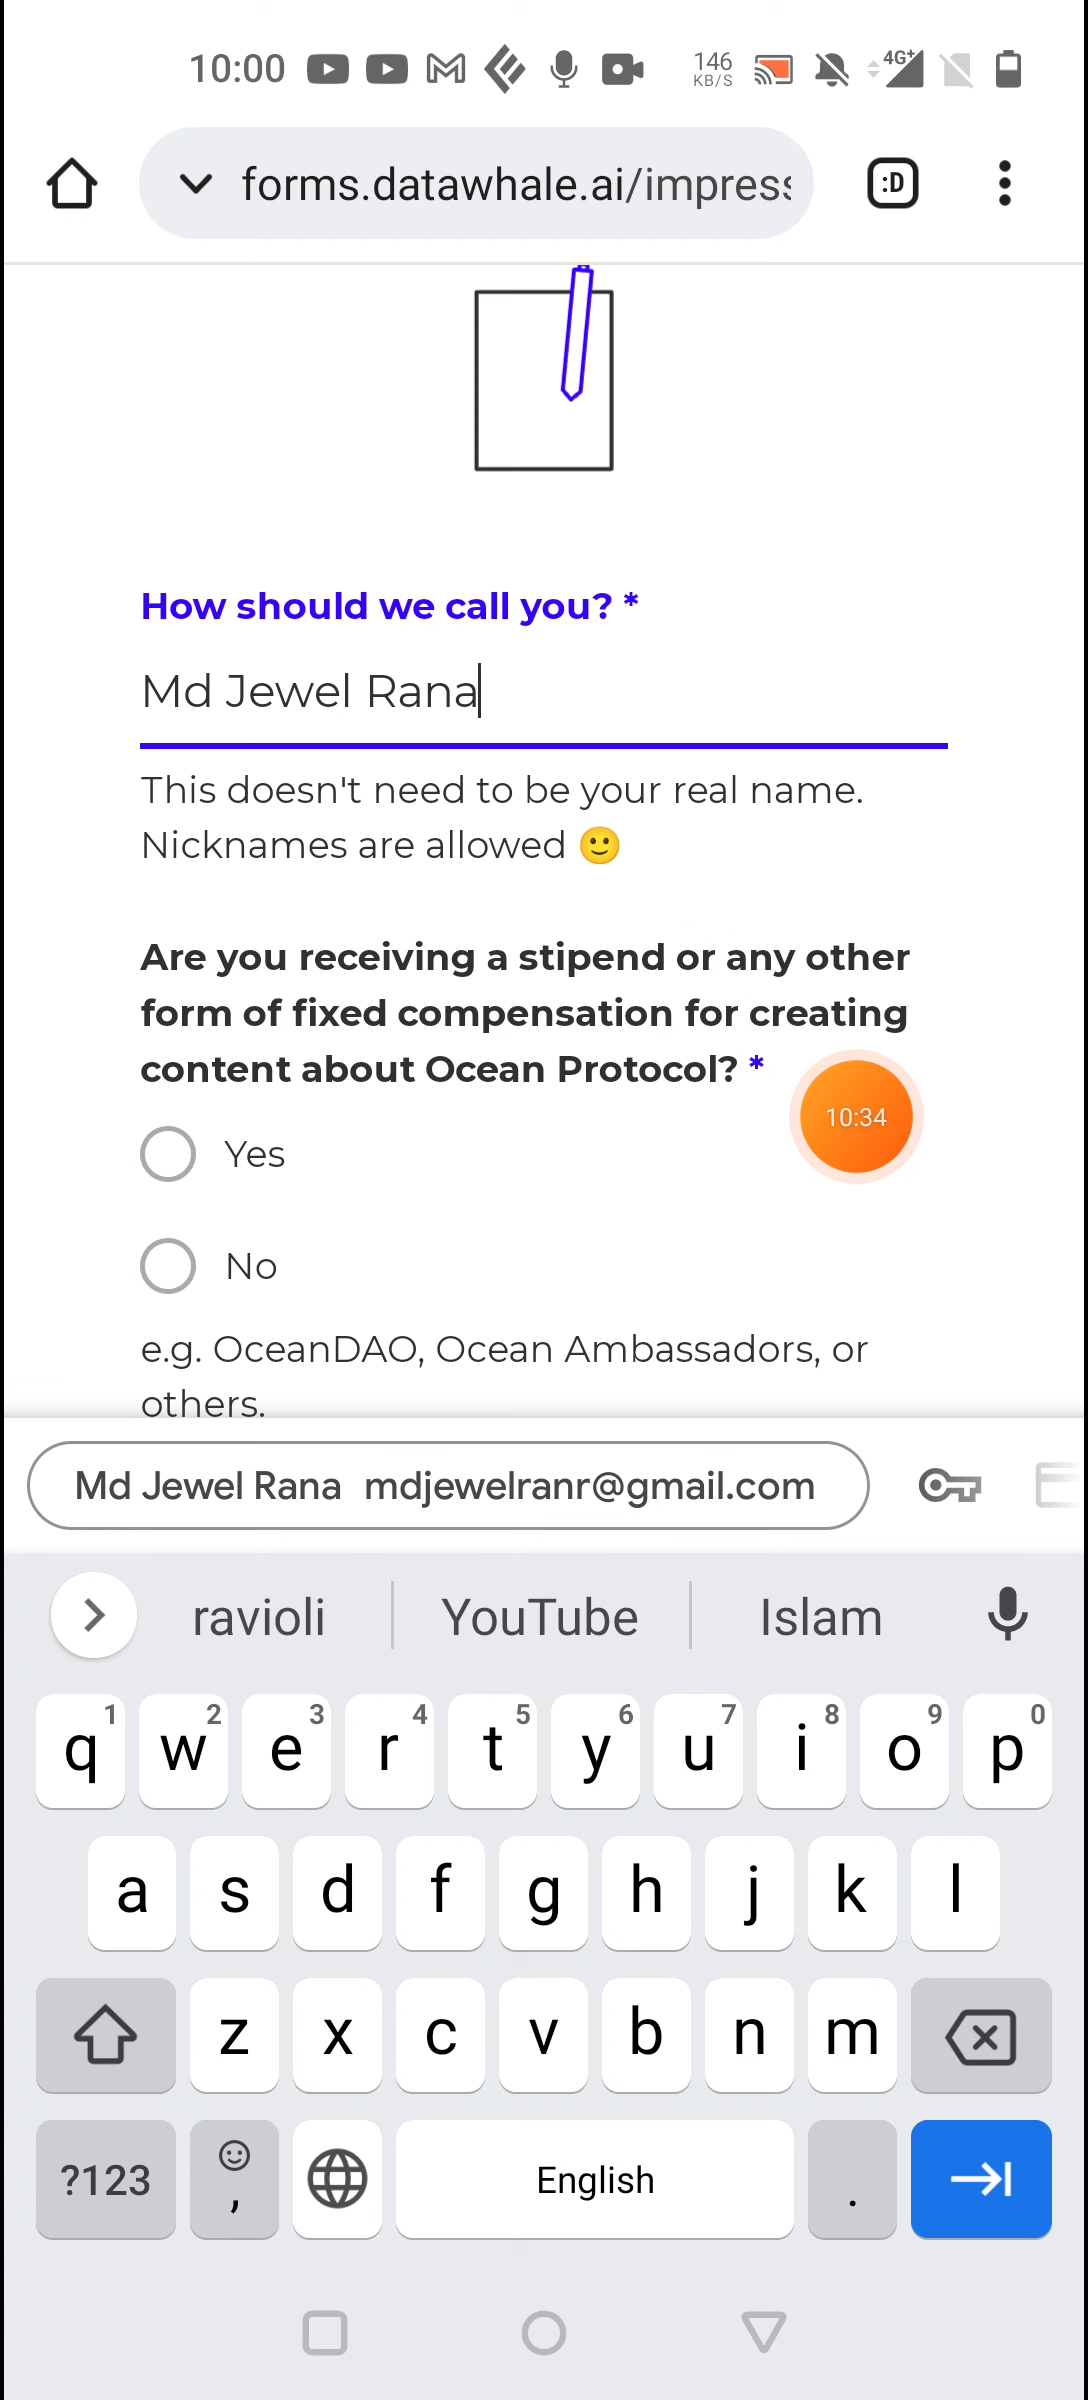 10:00
146
KB/S
4G+
forms.datawhale.ai/impress
:D
How should we call you? *
Md Jewel Rana
This doesn't need to be your real name.
Nicknames are allowed 🙂
Are you receiving a stipend or any other
form of fixed compensation for creating
content about Ocean Protocol? *
10:34
Yes
No
e.g. OceanDAO, Ocean Ambassadors, or
others.
Md Jewel Rana mdjewelranr@gmail.com
ravioli YouTube Islam
1 2 3 4 5 6 7 8 9 0
q w e r t y u i o p
a s d f g h j k l
z x c v b n m
?123 , English .